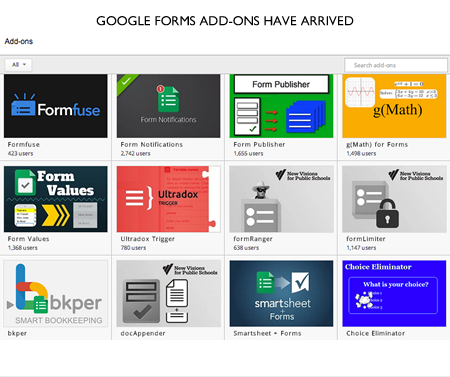 GOOGLE FORMS ADD-ONS HAVE ARRIVED
Add-ons
All
Search add-ons
Formfuse
Form Notifications
Form Publisher
g(Math)
Formfuse
423 users
Form Notifications
2,742 users
Form Publisher
1,655 users
g(Math) for Forms
1,498 users
Form
Values
Ultradox
TRIGGER
New Visions
for Public Schools
New Visions
for Public Schools
Form Values
1,368 users
Ultradox Trigger
780 users
formRanger
638 users
formLimiter
1,147 users
bkper
SMART BOOKKEEPING
New Visions
for Public Schools
smartsheet
+
Forms
Choice Eliminator
What is your choice?
bkper
docAppender
Smartsheet + Forms
Choice Eliminator